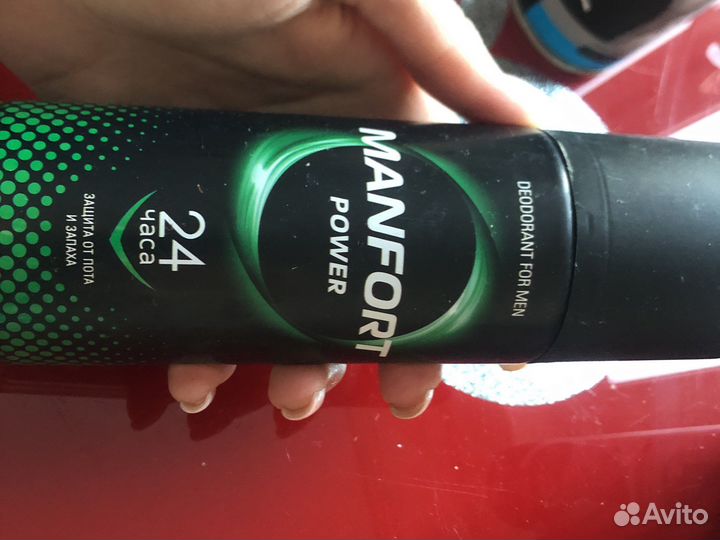 DEODORANT FOR MEN
MANFORT
POWER
24
часа
ЗАЩИТА ОТ ПОТА
И ЗАПАХА
Avito